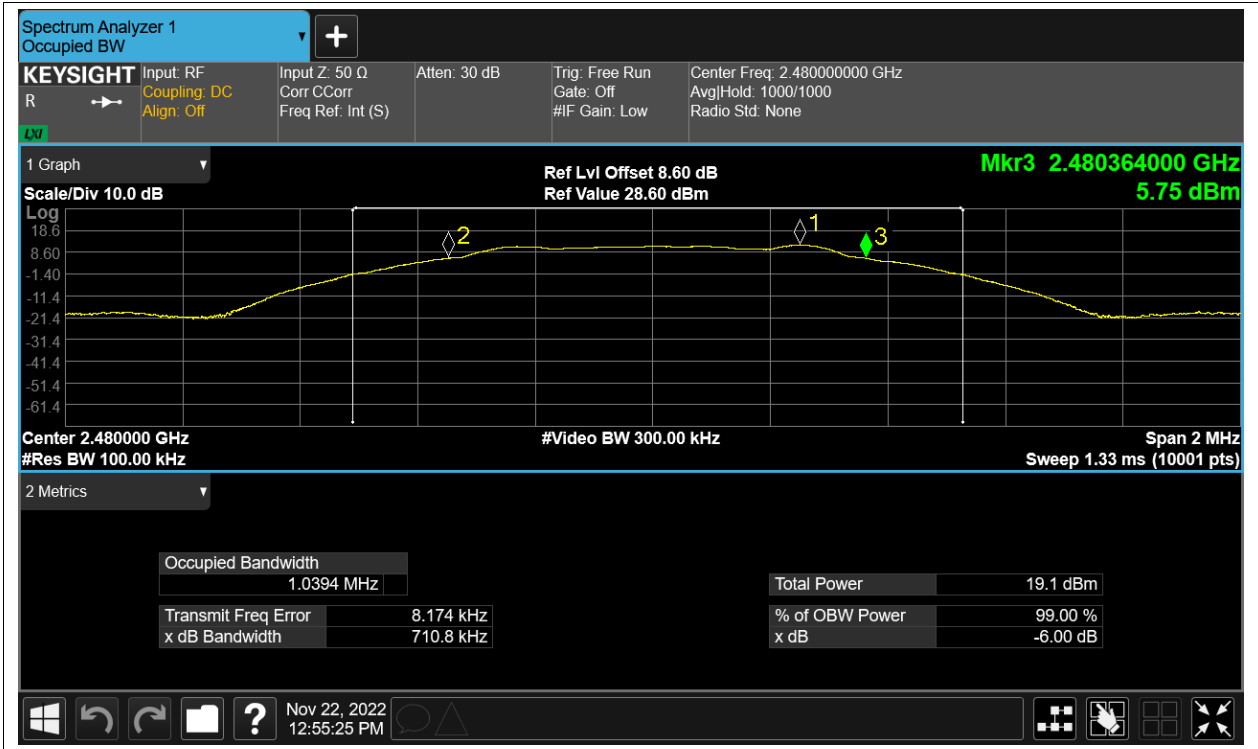 Spectrum Analyzer 1
Occupied BW
KEYSIGHT
R
LXI
Input: RF
Coupling: DC
Align: Off
Input Z: 50 Ω
Corr CCorr
Freq Ref: Int (S)
Atten: 30 dB
Trig: Free Run
Gate: Off
#IF Gain: Low
Center Freq: 2.480000000 GHz
Avg|Hold: 1000/1000
Radio Std: None
1 Graph
Scale/Div 10.0 dB
Ref Lvl Offset 8.60 dB
Ref Value 28.60 dBm
Mkr3 2.480364000 GHz
5.75 dBm
Log
18.6
8.60
-1.40
-11.4
-21.4
-31.4
-41.4
-51.4
-61.4
2
1
3
Center 2.480000 GHz
#Res BW 100.00 kHz
#Video BW 300.00 kHz
Span 2 MHz
Sweep 1.33 ms (10001 pts)
2 Metrics
Occupied Bandwidth
1.0394 MHz
Transmit Freq Error 8.174 kHz
x dB Bandwidth 710.8 kHz
Total Power 19.1 dBm
% of OBW Power 99.00 %
x dB -6.00 dB
?
Nov 22, 2022
12:55:25 PM